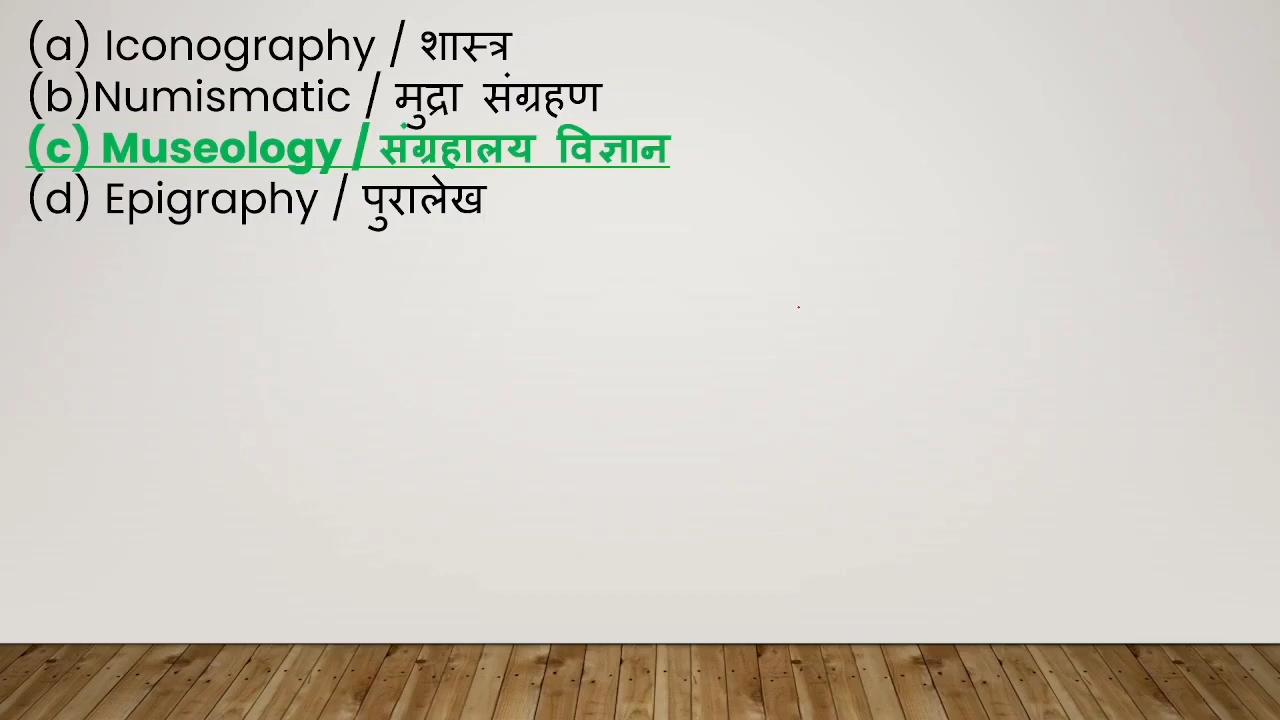 (a) Iconography / शास्त्र
(b)Numismatic / मुद्रा संग्रहण
(c) Museology / संग्रहालय विज्ञान
(d) Epigraphy / पुरालेख